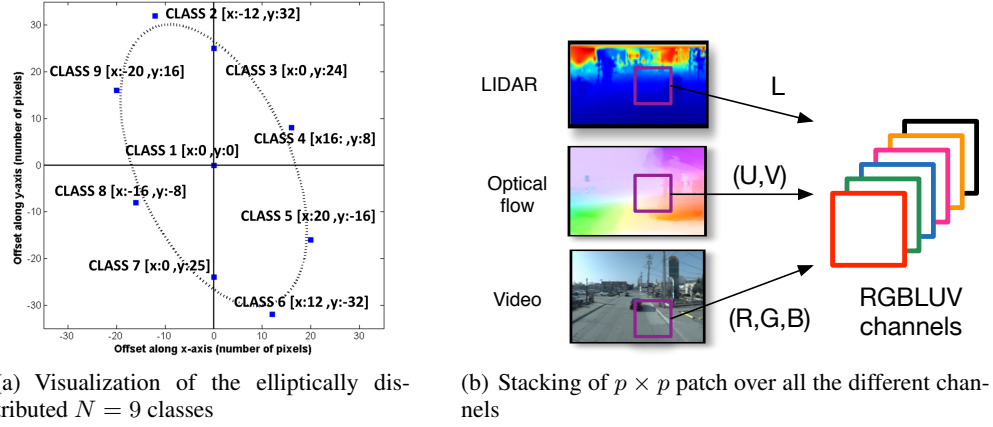 CLASS 2 [x:-12 ,y:32]
CLASS 9 [x:-20 ,y:16]
CLASS 3 [x:0 ,y:24]
CLASS 4 [x16: ,y:8]
CLASS 1 [x:0 ,y:0]
CLASS 8 [x:-16 ,y:-8]
CLASS 5 [x:20 ,y:-16]
CLASS 7 [x:0 ,y:25]
CLASS 6 [x:12 ,y:-32]
Offset along y-axis (number of pixels)
30
20
10
0
-10
-20
-30
-30 -20 -10 0 10 20 30
Offset along x-axis (number of pixels)
(a) Visualization of the elliptically dis-
tributed N = 9 classes
LIDAR
L
Optical
flow
(U,V)
Video
(R,G,B)
RGBLUV
channels
(b) Stacking of p × p patch over all the different chan-
nels